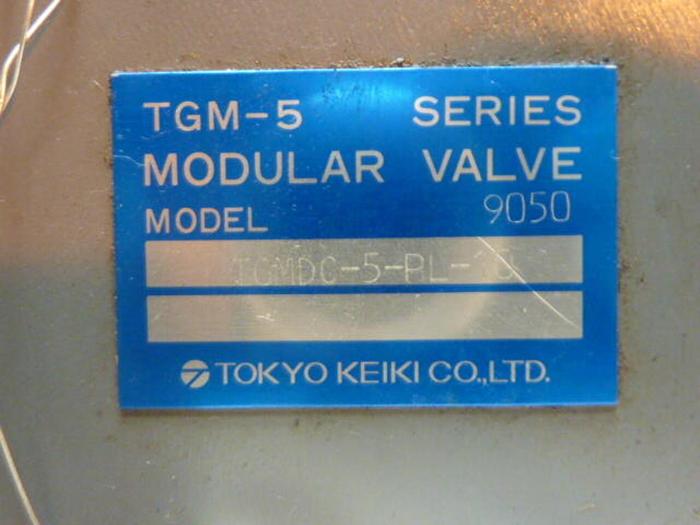 TGM-5 SERIES
MODULAR VALVE
MODEL 9050
TOKYO KEIKI CO.,LTD.